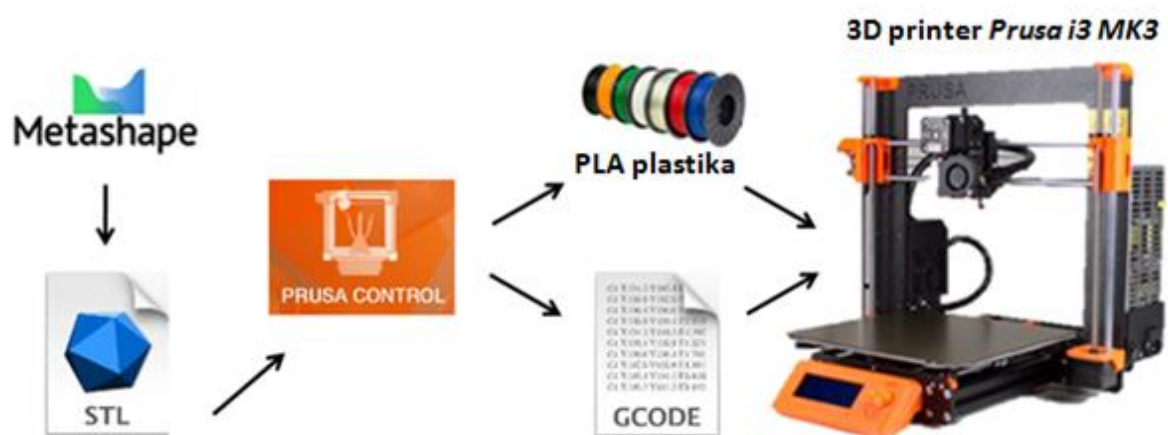 3D printer Prusa i3 MK3
Metashape
PRUSA
PLA plastika
PRUSA CONTROL
STL
GCODE